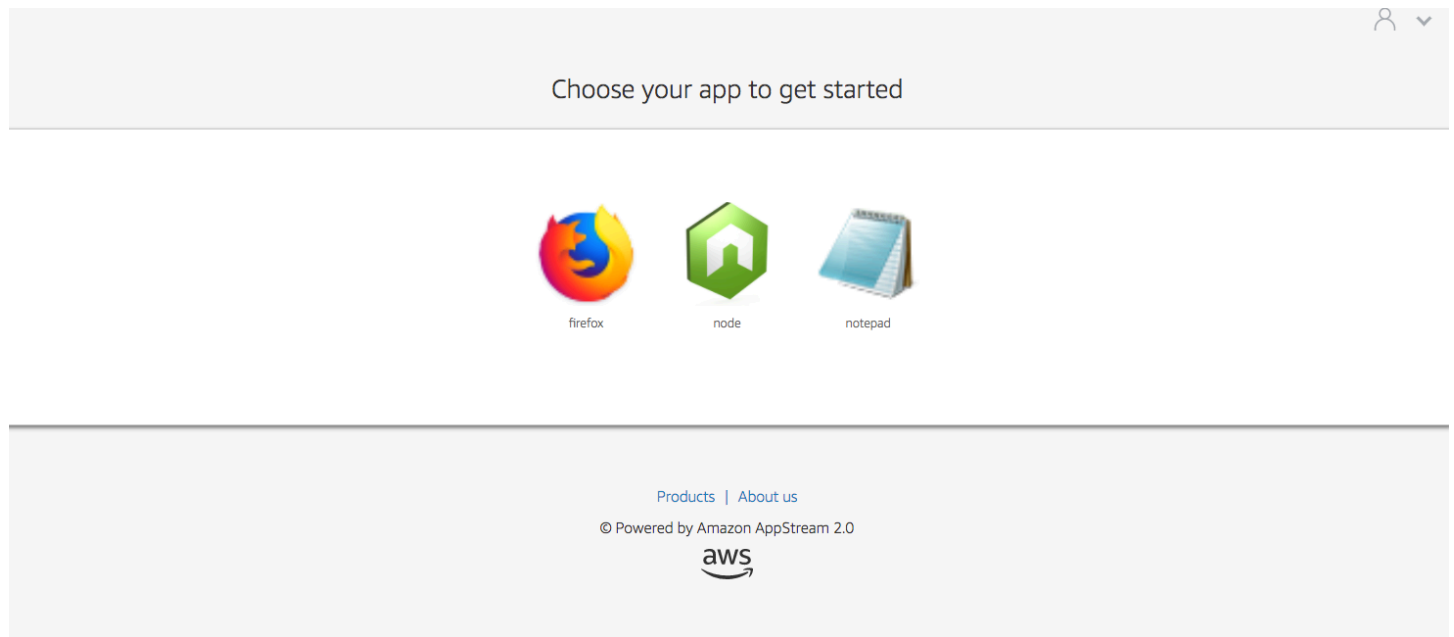 Choose your app to get started
firefox node notepad
Products | About us
© Powered by Amazon AppStream 2.0
aws